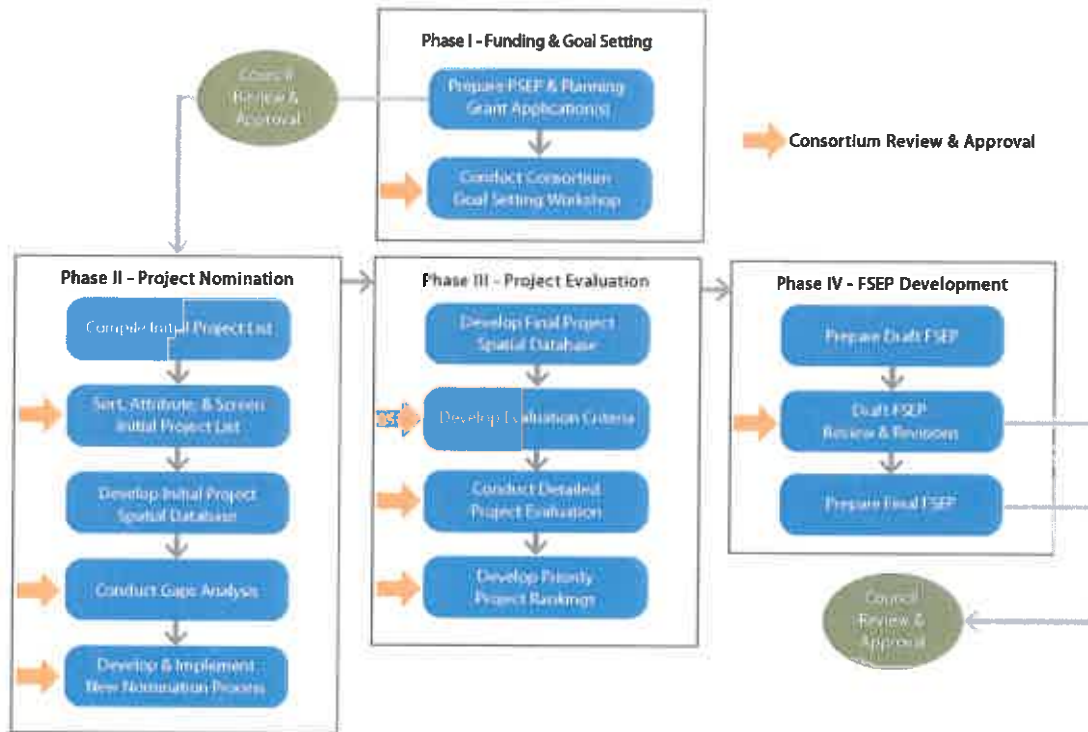 Phase I - Funding & Goal Setting
Council
Review &
Approval
Prepare PSEP & Planning
Grant Application(s)
Consortium Review & Approval
Conduct Consortium
Goal Setting Workshop
Phase II - Project Nomination
Compile Initial Project List
Sort, Attribute, & Screen
Initial Project List
Develop Initial Project
Spatial Database
Conduct Gaps Analysis
Develop & Implement
New Nomination Process
Phase III - Project Evaluation
Develop Final Project
Spatial Database
Develop Evaluation Criteria
Conduct Detailed
Project Evaluation
Develop Priority
Project Rankings
Phase IV - FSEP Development
Prepare Draft FSEP
Draft FSEP
Review & Revisions
Prepare Final FSEP
Council
Review &
Approval